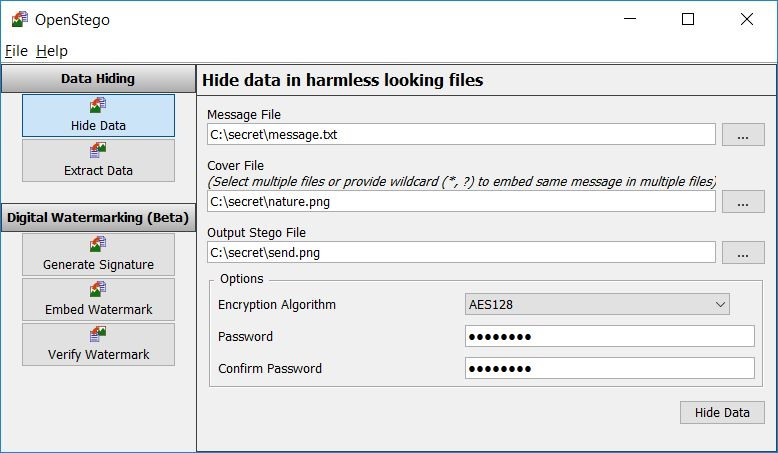 OpenStego
File Help
Data Hiding
Hide Data
Extract Data
Digital Watermarking (Beta)
Generate Signature
Embed Watermark
Verify Watermark
Hide data in harmless looking files
Message File
C:\secret\message.txt
...
Cover File
(Select multiple files or provide wildcard (*, ?) to embed same message in multiple files)
C:\secret\nature.png
...
Output Stego File
C:\secret\send.png
...
Options
Encryption Algorithm AES128
Password ●●●●●●●●
Confirm Password ●●●●●●●●
Hide Data